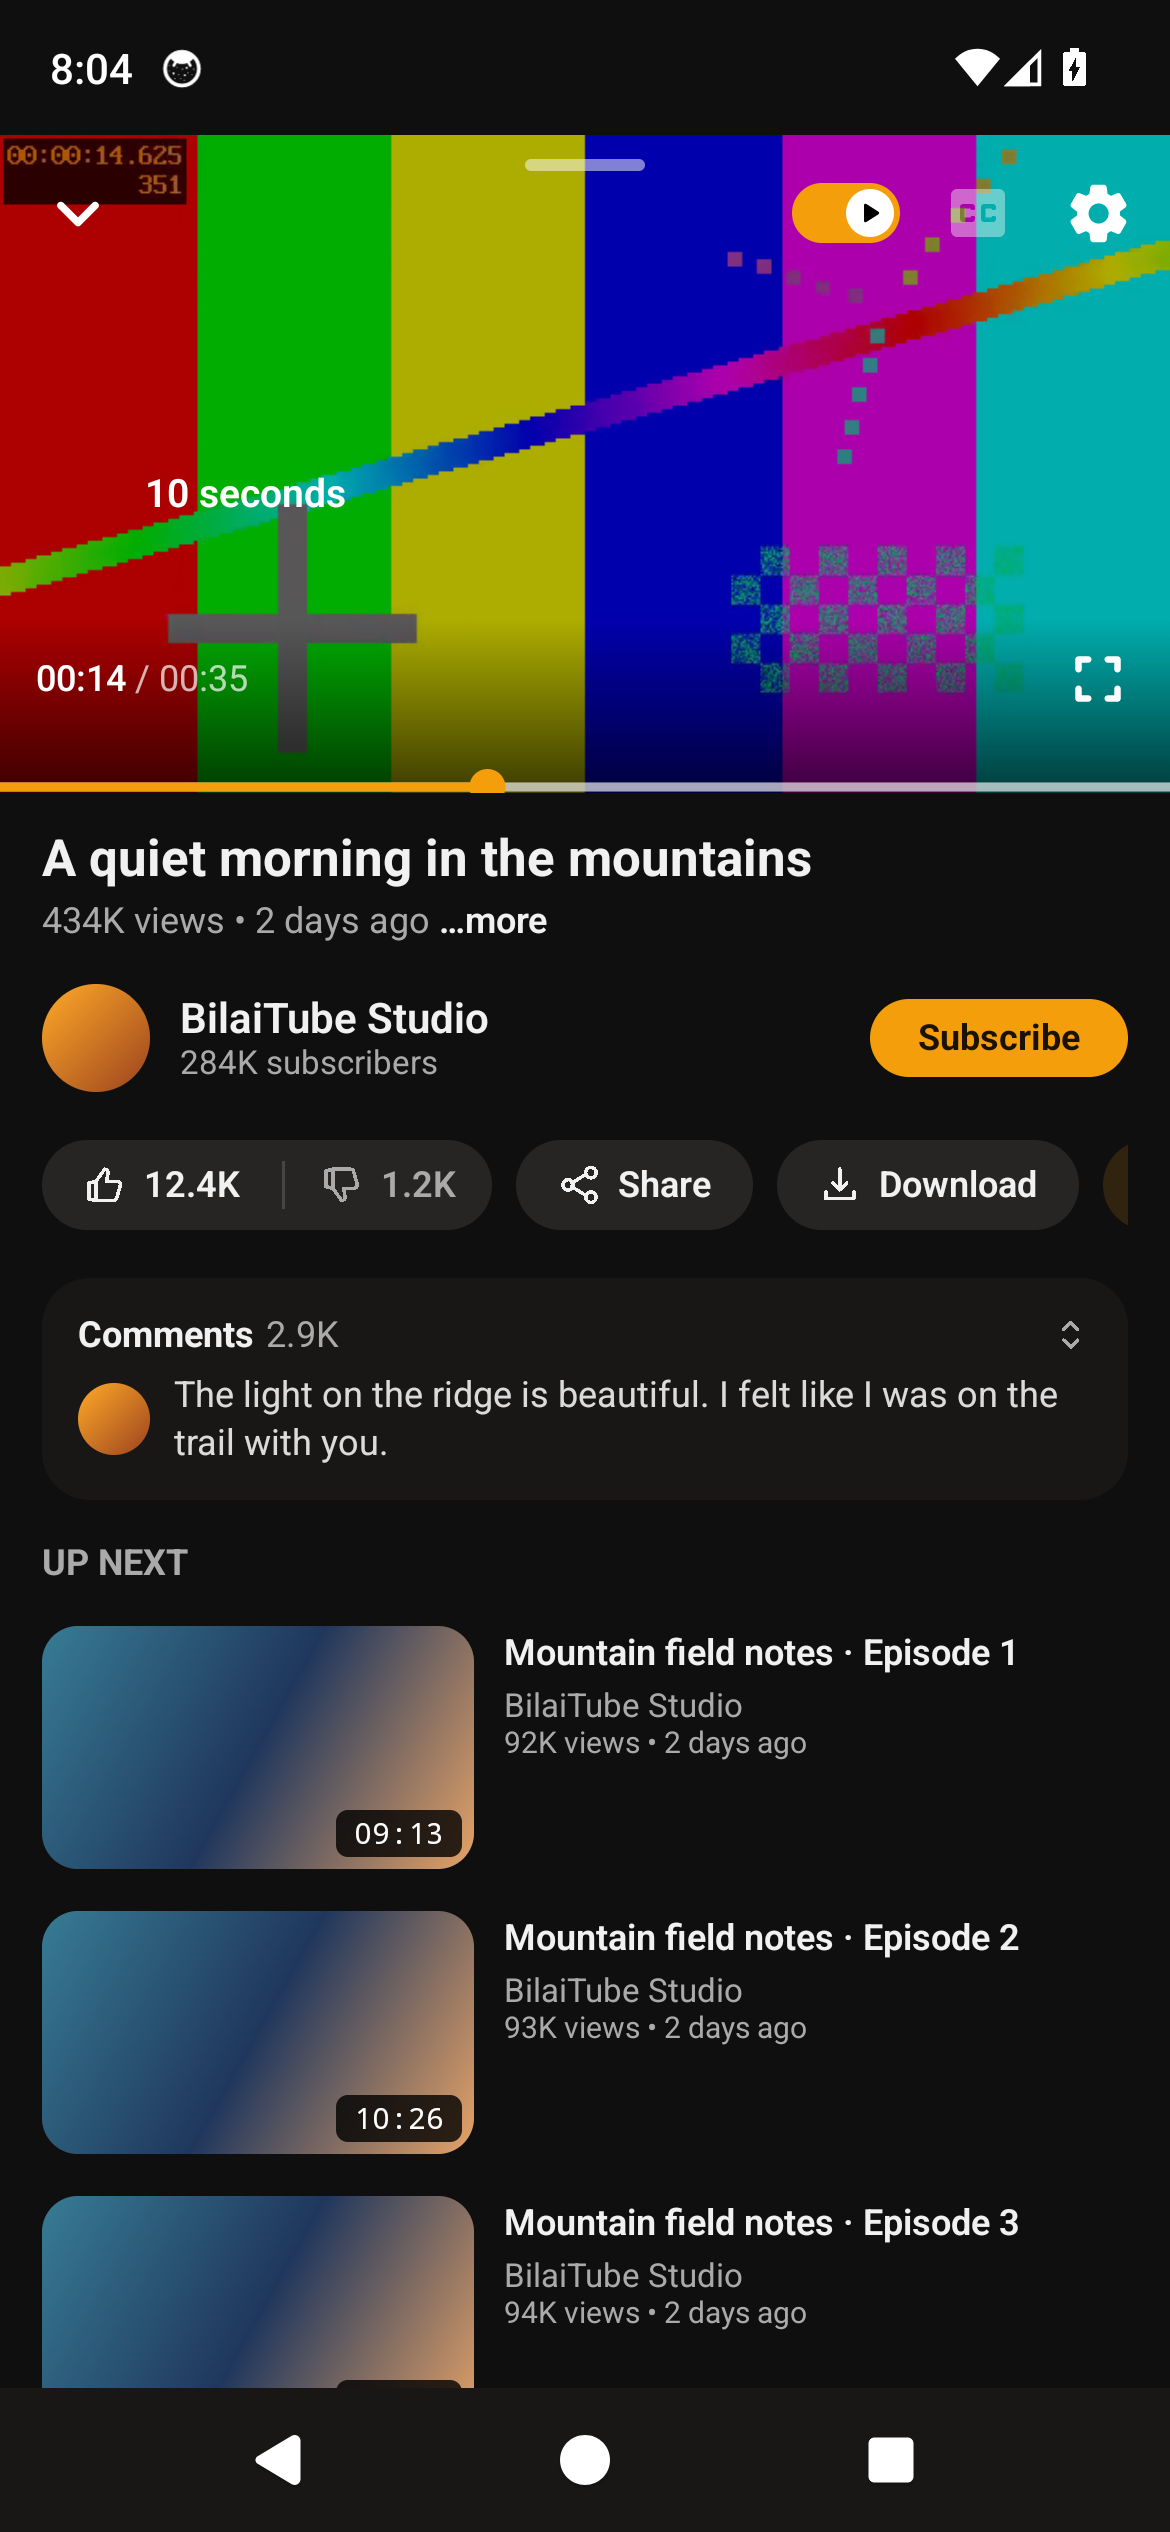 8:04
00:00:14.625
351
CC
10 seconds
00:14 / 00:35
A quiet morning in the mountains
434K views • 2 days ago ...more
BilaiTube Studio
284K subscribers
Subscribe
12.4K
1.2K
Share
Download
Comments 2.9K
The light on the ridge is beautiful. I felt like I was on the
trail with you.
UP NEXT
Mountain field notes · Episode 1
BilaiTube Studio
92K views • 2 days ago
09:13
Mountain field notes · Episode 2
BilaiTube Studio
93K views • 2 days ago
10:26
Mountain field notes · Episode 3
BilaiTube Studio
94K views • 2 days ago